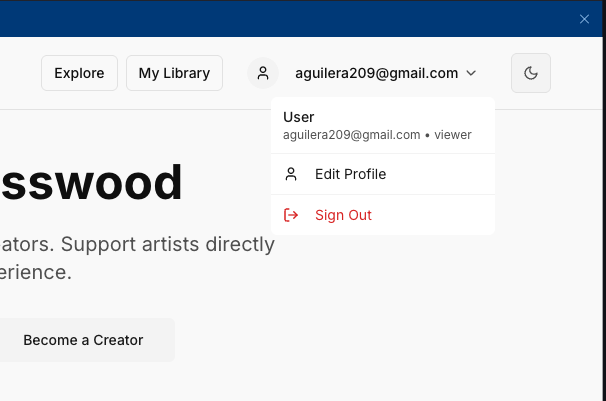 Explore
My Library
aguilera209@gmail.com
User
aguilera209@gmail.com • viewer
Edit Profile
Sign Out
sswood
ators. Support artists directly
erience.
Become a Creator